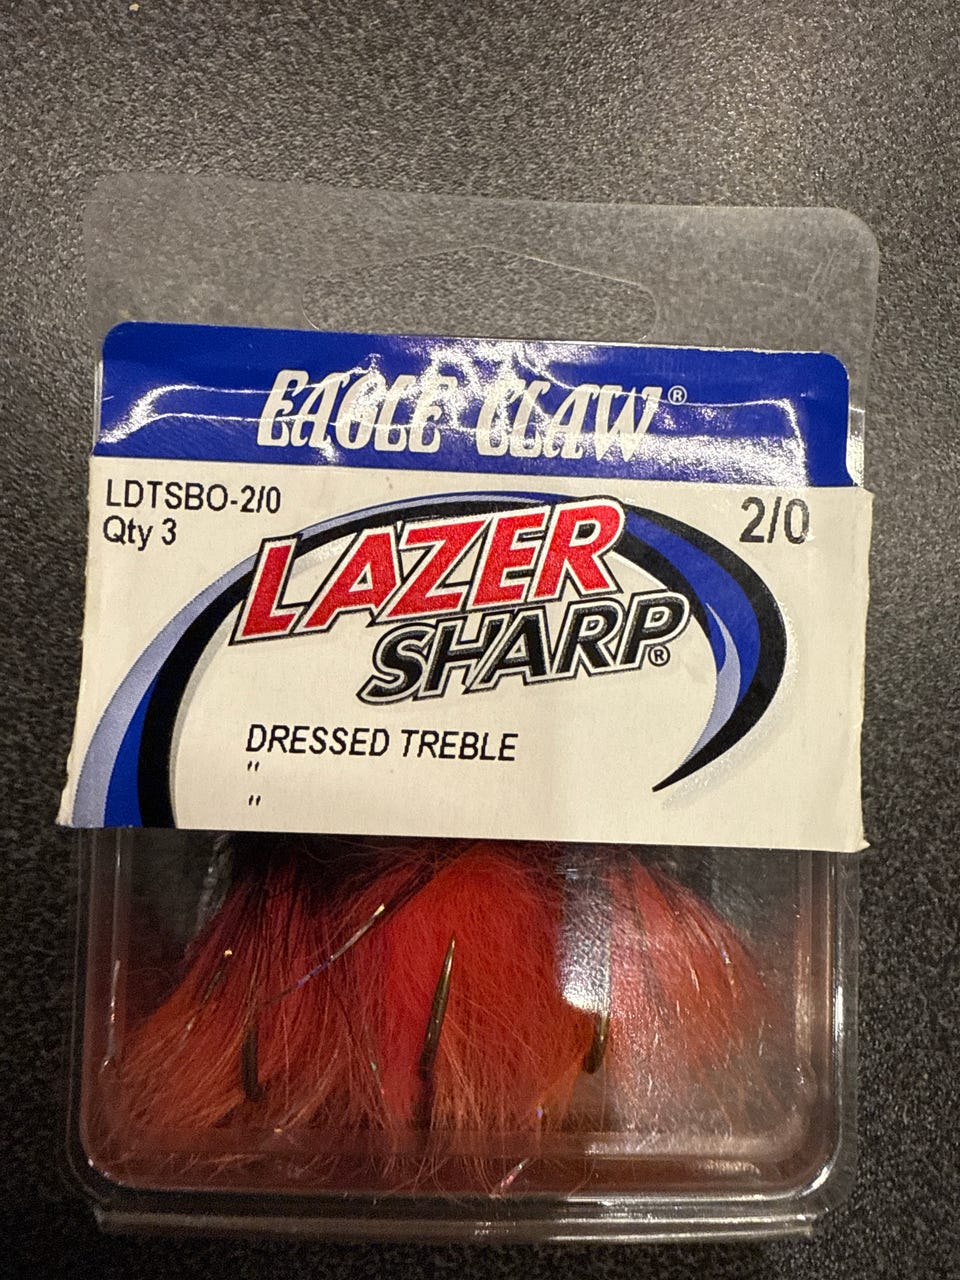 EAGLE CLAW®
LDTSBO-2/0
Qty 3
2/0
LAZER
SHARP®
DRESSED TREBLE
"
"